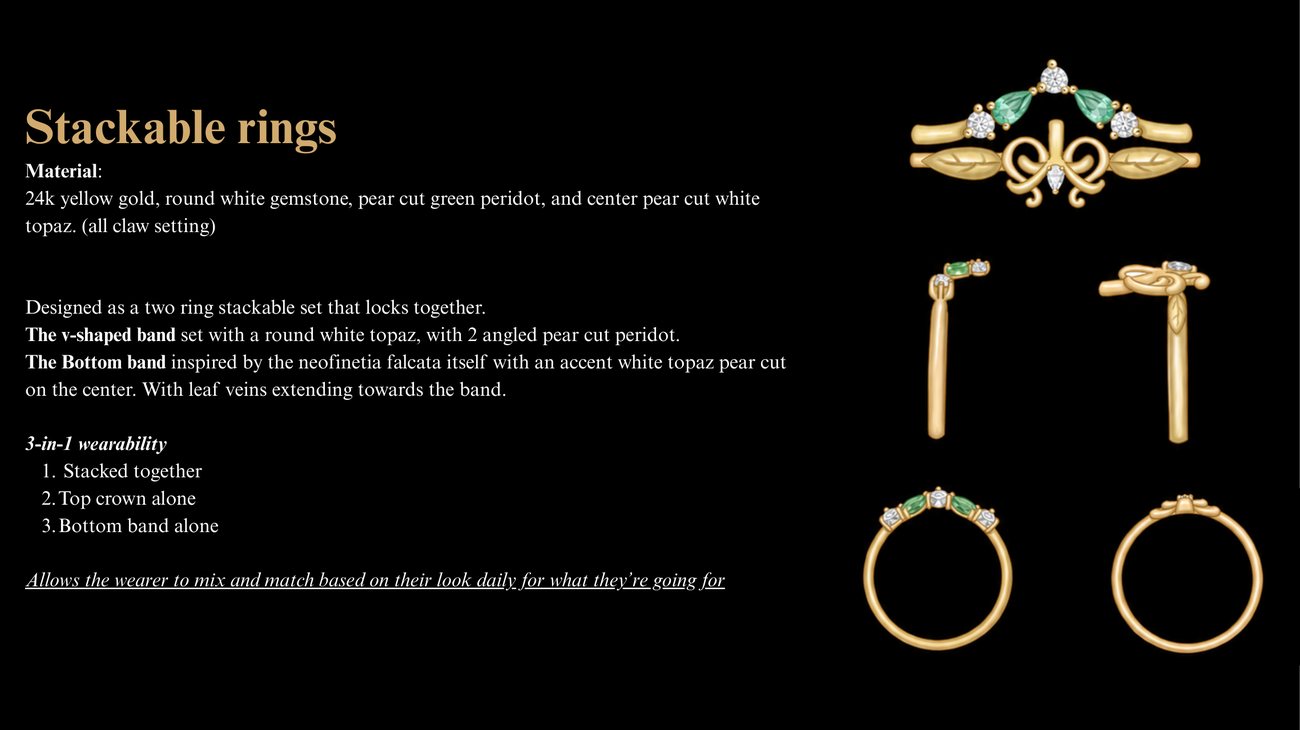 Stackable rings
Material:
24k yellow gold, round white gemstone, pear cut green peridot, and center pear cut white
topaz. (all claw setting)
Designed as a two ring stackable set that locks together.
The v-shaped band set with a round white topaz, with 2 angled pear cut peridot.
The Bottom band inspired by the neofinetia falcata itself with an accent white topaz pear cut
on the center. With leaf veins extending towards the band.
3-in-1 wearability
1. Stacked together
2. Top crown alone
3. Bottom band alone
Allows the wearer to mix and match based on their look daily for what they’re going for